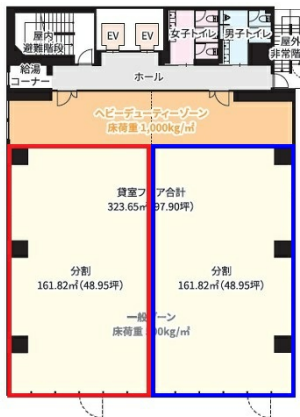 屋内
避難階段
EV
EV
女子トイレ
男子トイレ
屋外
非常階
給湯
コーナー
ホール
ヘビーデューティーゾーン
床荷重 1,000kg/㎡
貸室フロア合計
323.65㎡(97.90坪)
分割
161.82㎡(48.95坪)
分割
161.82㎡(48.95坪)
一般ゾーン
床荷重 00kg/㎡